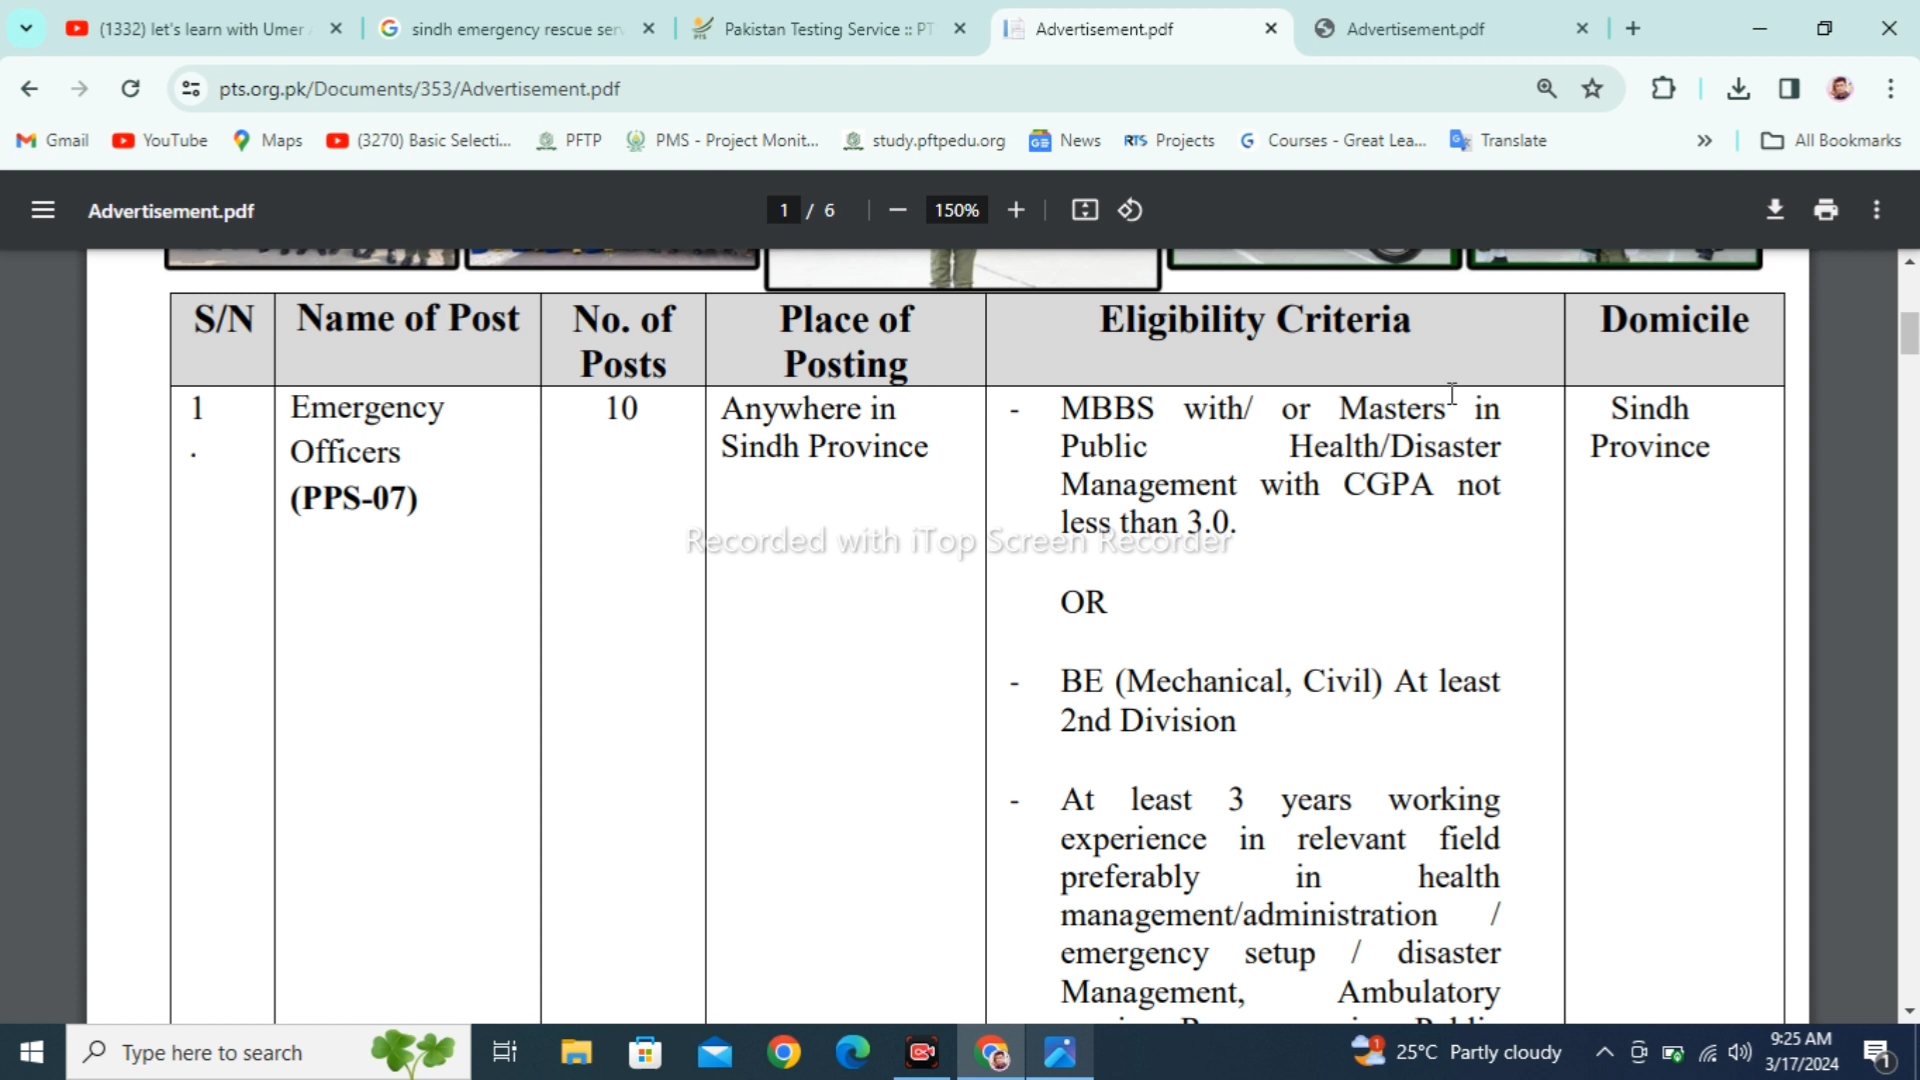 (1332) let's learn with Umer
sindh emergency rescue ser
Pakistan Testing Service :: PT
Advertisement.pdf
Advertisement.pdf
pts.org.pk/Documents/353/Advertisement.pdf
Gmail
YouTube
Maps
(3270) Basic Selecti...
PFTP
PMS - Project Monit...
study.pftpedu.org
News
RTS Projects
Courses - Great Lea...
Translate
All Bookmarks
Advertisement.pdf
1 / 6
150%
S/N
Name of Post
No. of
Posts
Place of
Posting
Eligibility Criteria
Domicile
1
.
Emergency
Officers
(PPS-07)
10
Anywhere in
Sindh Province
- MBBS with/ or Masters in
Public Health/Disaster
Management with CGPA not
less than 3.0.
OR
- BE (Mechanical, Civil) At least
2nd Division
- At least 3 years working
experience in relevant field
preferably in health
management/administration /
emergency setup / disaster
Management, Ambulatory
Sindh
Province
Recorded with iTop Screen Recorder
Type here to search
25°C Partly cloudy
9:25 AM
3/17/2024
1